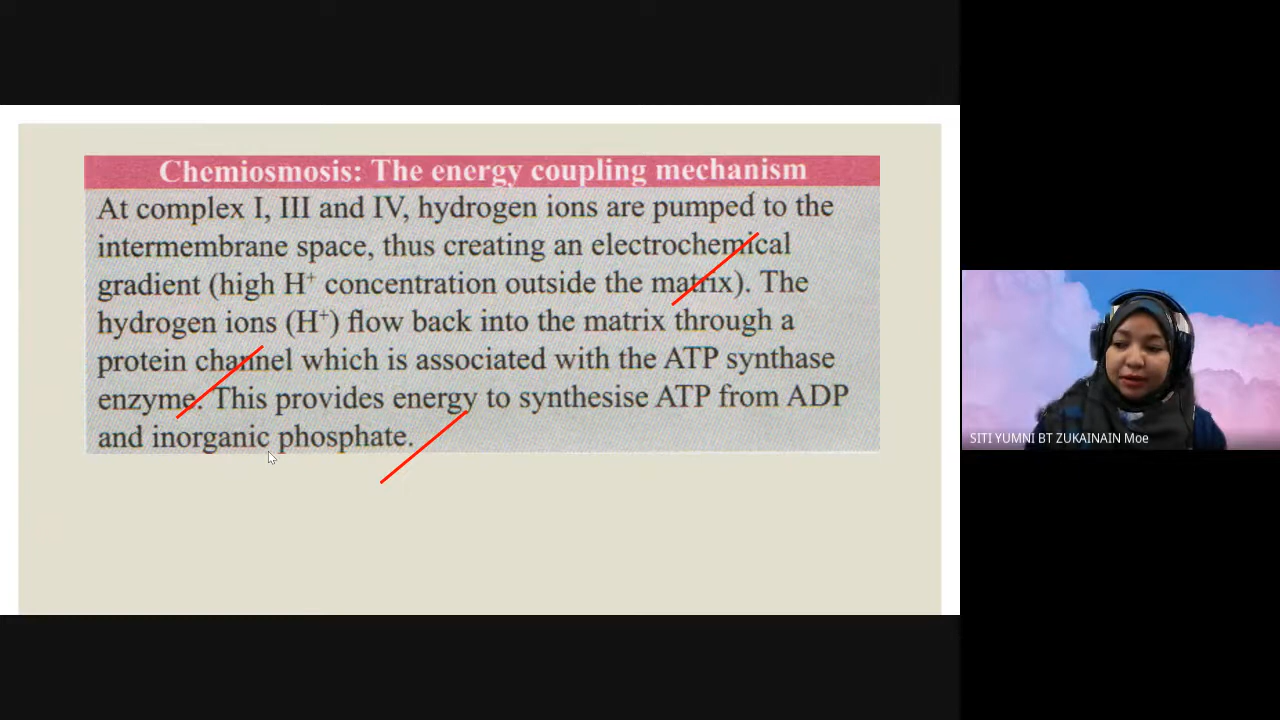 Chemiosmosis: The energy coupling mechanism
At complex I, III and IV, hydrogen ions are pumped to the
intermembrane space, thus creating an electrochemical
gradient (high H⁺ concentration outside the matrix). The
hydrogen ions (H⁺) flow back into the matrix through a
protein channel which is associated with the ATP synthase
enzyme. This provides energy to synthesise ATP from ADP
and inorganic phosphate.
SITI YUMNI BT ZUKAINAIN Moe